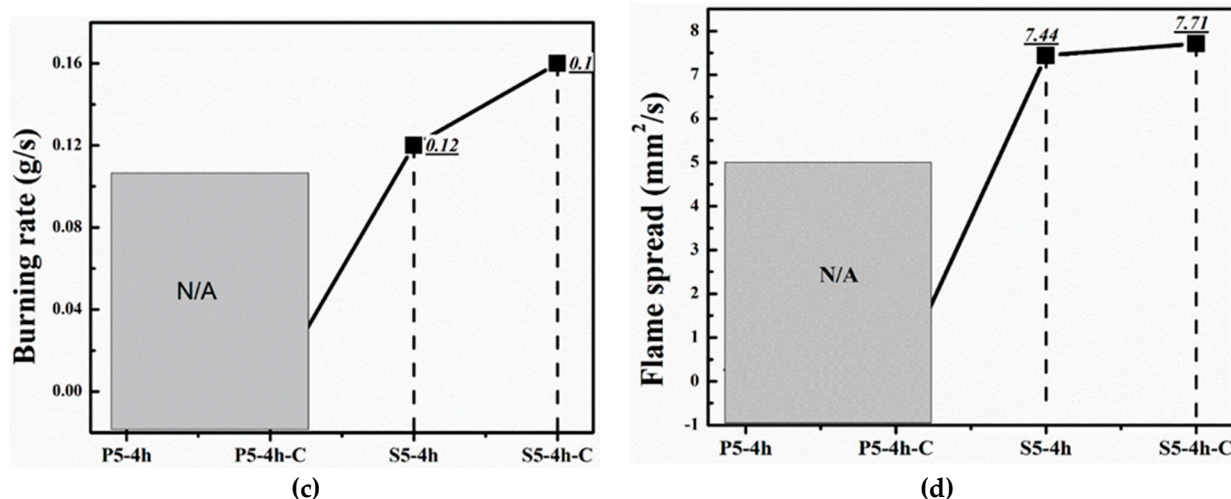 Burning rate (g/s)
0.16
0.12
0.08
0.04
0.00
N/A
0.12
0.1
P5-4h
P5-4h-C
S5-4h
S5-4h-C
(c)
Flame spread (mm²/s)
8
7
6
5
4
3
2
1
0
-1
N/A
7.44
7.71
P5-4h
P5-4h-C
S5-4h
S5-4h-C
(d)